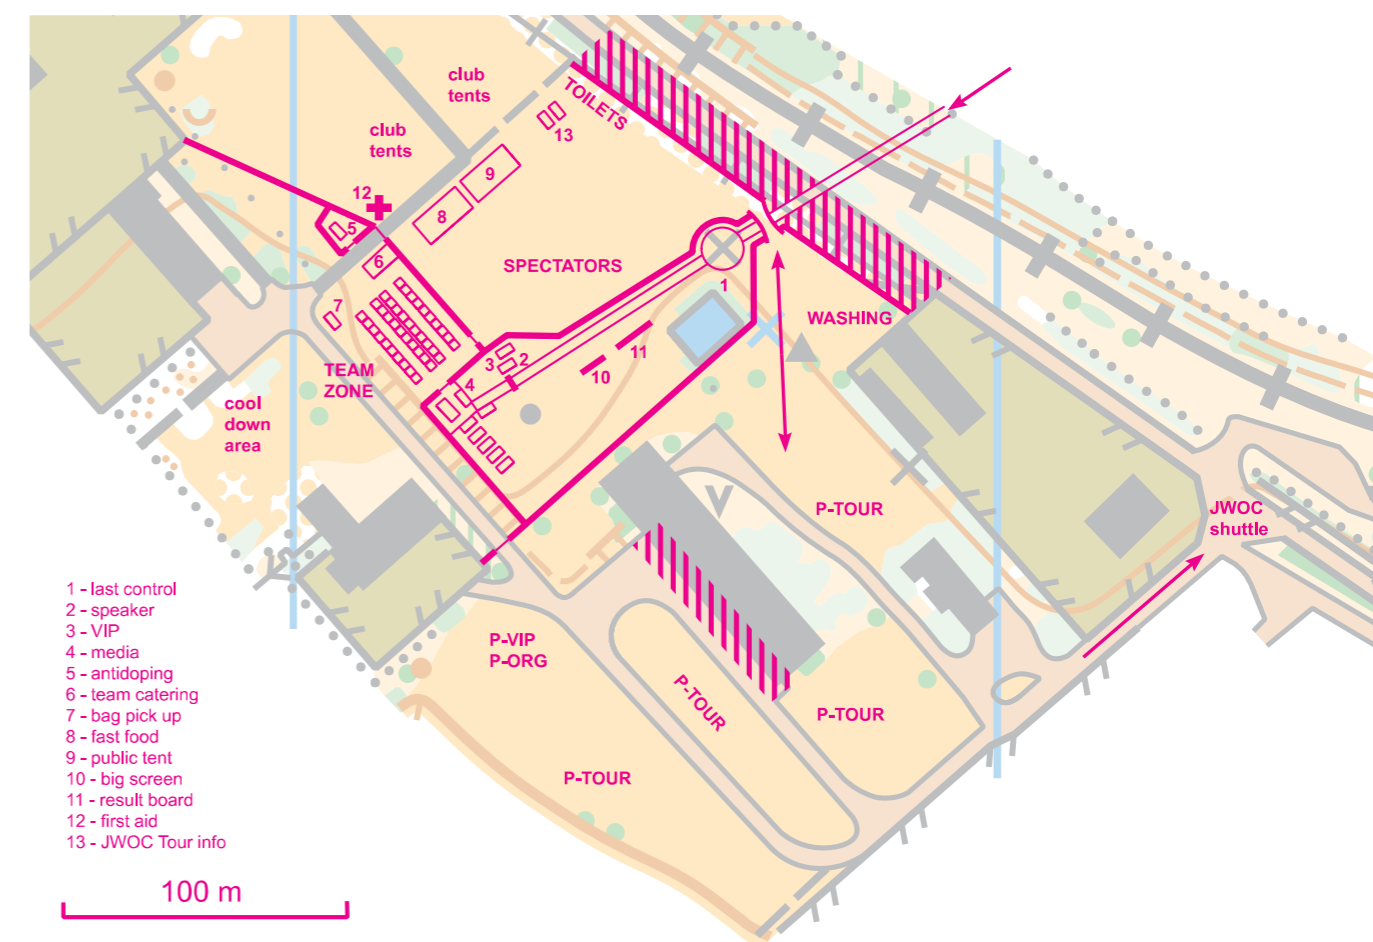 club
tents
TOILETS
club
tents
13
9
12
8
5
6
SPECTATORS
1
7
WASHING
3
2
11
10
4
TEAM
ZONE
cool
down
area
P-TOUR
JWOC
shuttle
1 - last control
2 - speaker
3 - VIP
4 - media
5 - antidoping
6 - team catering
7 - bag pick up
8 - fast food
9 - public tent
10 - big screen
11 - result board
12 - first aid
13 - JWOC Tour info
P-VIP
P-ORG
P-TOUR
P-TOUR
P-TOUR
100 m